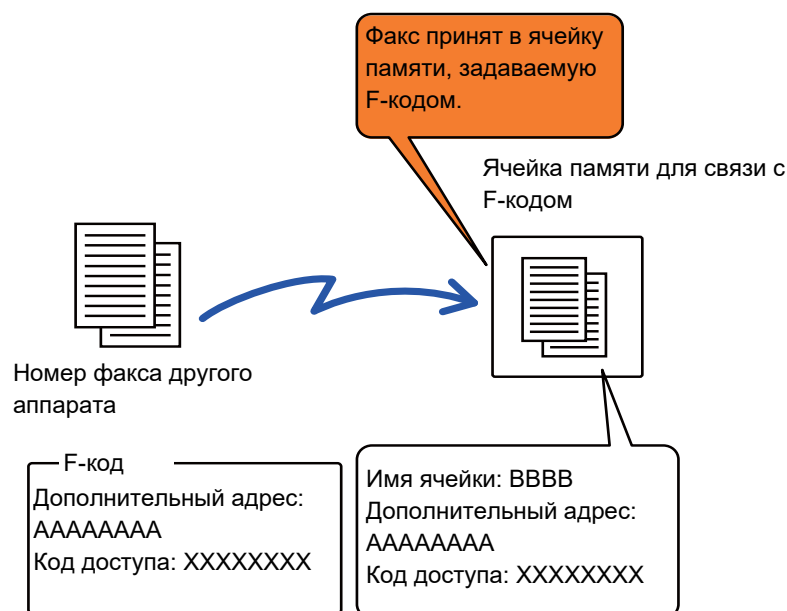 Факс принят в ячейку
памяти, задаваемую
F-кодом.
Ячейка памяти для связи с
F-кодом
Номер факса другого
аппарата
F-код
Дополнительный адрес:
AAAAAAAA
Код доступа: XXXXXXXX
Имя ячейки: BBBB
Дополнительный адрес:
AAAAAAAA
Код доступа: XXXXXXXX